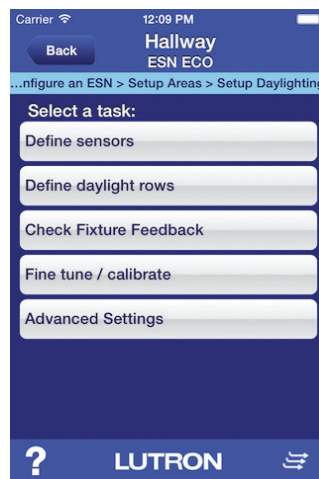 Carrier 12:09 PM
Back
Hallway
ESN ECO
...nfigure an ESN > Setup Areas > Setup Daylighting
Select a task:
Define sensors
Define daylight rows
Check Fixture Feedback
Fine tune / calibrate
Advanced Settings
? LUTRON